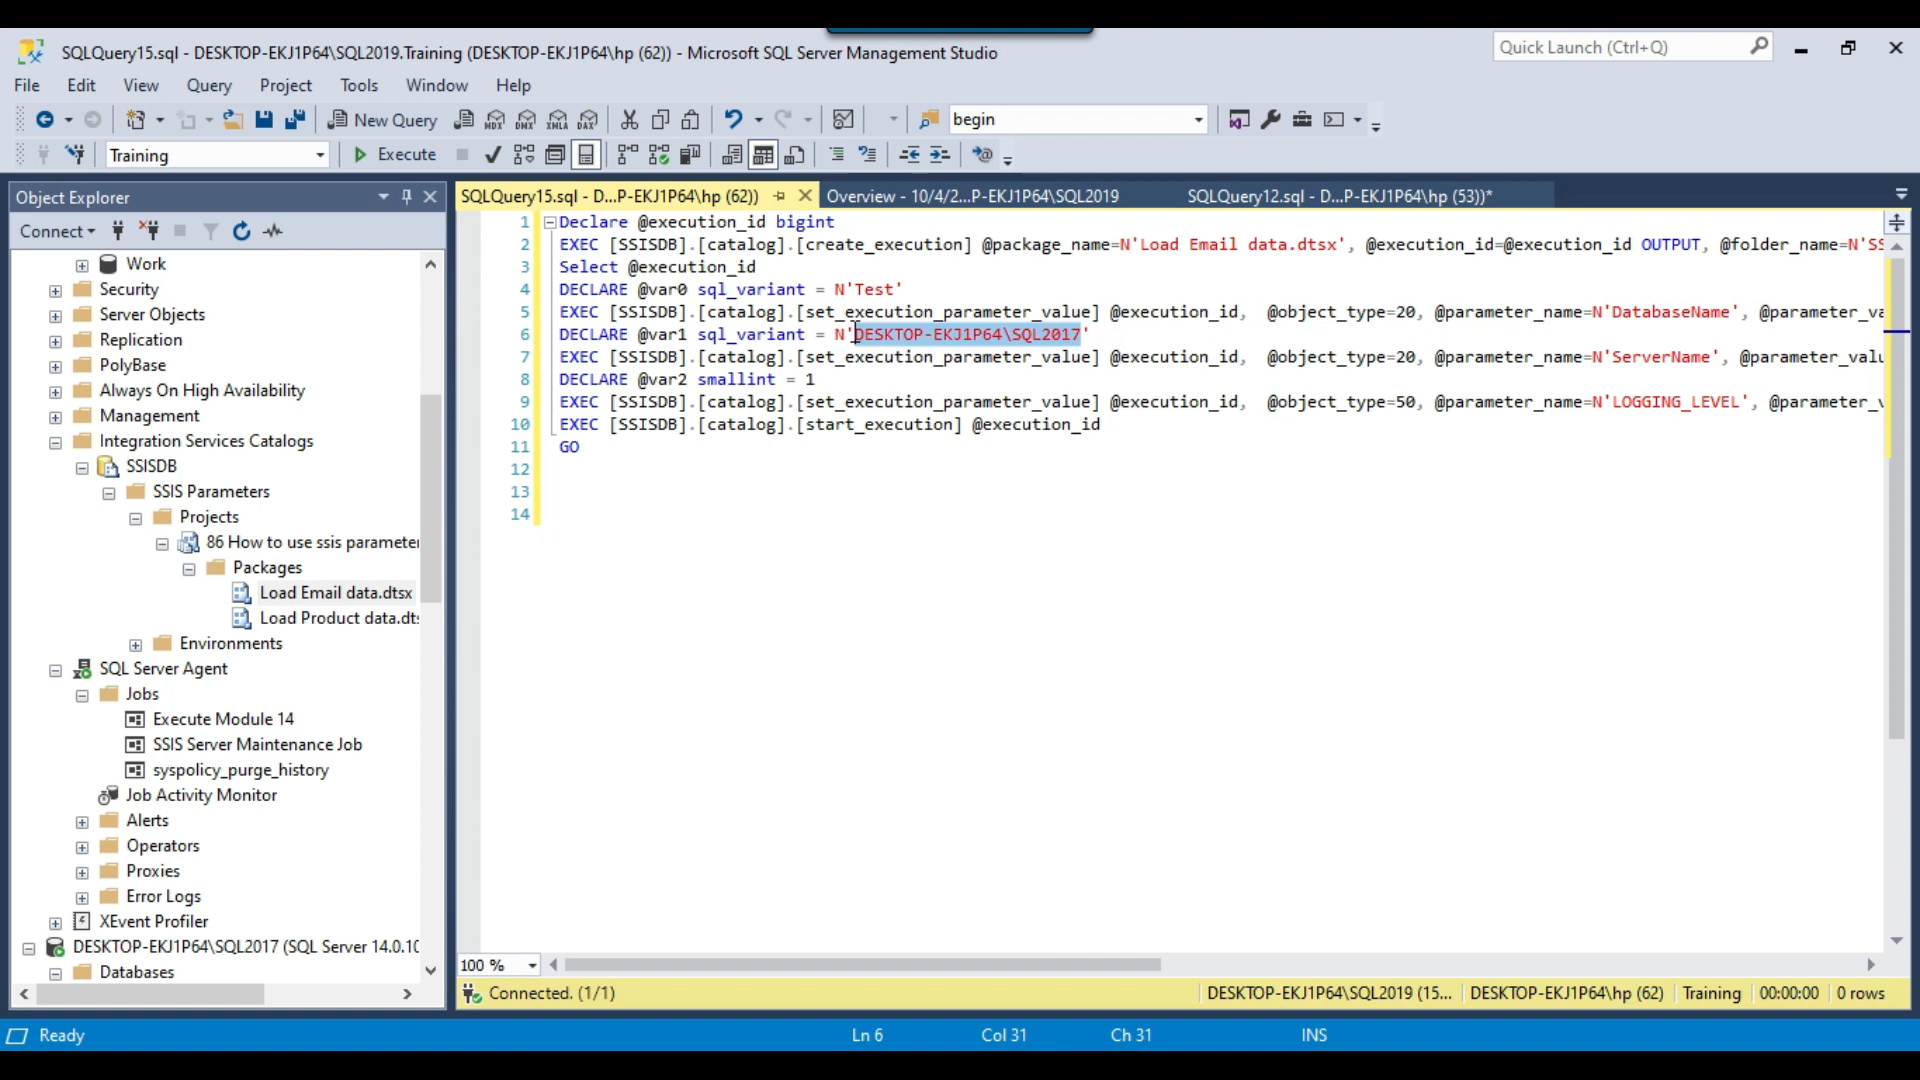 SQLQuery15.sql - DESKTOP-EKJ1P64\SQL2019.Training (DESKTOP-EKJ1P64\hp (62)) - Microsoft SQL Server Management Studio
Quick Launch (Ctrl+Q)
File Edit View Query Project Tools Window Help
New Query MDX DMX XMLA DAX begin
Training Execute
Object Explorer
SQLQuery15.sql - D...P-EKJ1P64\hp (62)) Overview - 10/4/2...P-EKJ1P64\SQL2019 SQLQuery12.sql - D...P-EKJ1P64\hp (53))*
Connect
Work
Security
Server Objects
Replication
PolyBase
Always On High Availability
Management
Integration Services Catalogs
SSISDB
SSIS Parameters
Projects
86 How to use ssis parameter
Packages
Load Email data.dtsx
Load Product data.dts
Environments
SQL Server Agent
Jobs
Execute Module 14
SSIS Server Maintenance Job
syspolicy_purge_history
Job Activity Monitor
Alerts
Operators
Proxies
Error Logs
XEvent Profiler
DESKTOP-EKJ1P64\SQL2017 (SQL Server 14.0.10
Databases
1 Declare @execution_id bigint
2 EXEC [SSISDB].[catalog].[create_execution] @package_name=N'Load Email data.dtsx', @execution_id=@execution_id OUTPUT, @folder_name=N'SS
3 Select @execution_id
4 DECLARE @var0 sql_variant = N'Test'
5 EXEC [SSISDB].[catalog].[set_execution_parameter_value] @execution_id, @object_type=20, @parameter_name=N'DatabaseName', @parameter_va
6 DECLARE @var1 sql_variant = N'DESKTOP-EKJ1P64\SQL2017'
7 EXEC [SSISDB].[catalog].[set_execution_parameter_value] @execution_id, @object_type=20, @parameter_name=N'ServerName', @parameter_valu
8 DECLARE @var2 smallint = 1
9 EXEC [SSISDB].[catalog].[set_execution_parameter_value] @execution_id, @object_type=50, @parameter_name=N'LOGGING_LEVEL', @parameter_v
10 EXEC [SSISDB].[catalog].[start_execution] @execution_id
11 GO
12
13
14
100 %
Connected. (1/1) DESKTOP-EKJ1P64\SQL2019 (15... DESKTOP-EKJ1P64\hp (62) Training 00:00:00 0 rows
Ready Ln 6 Col 31 Ch 31 INS